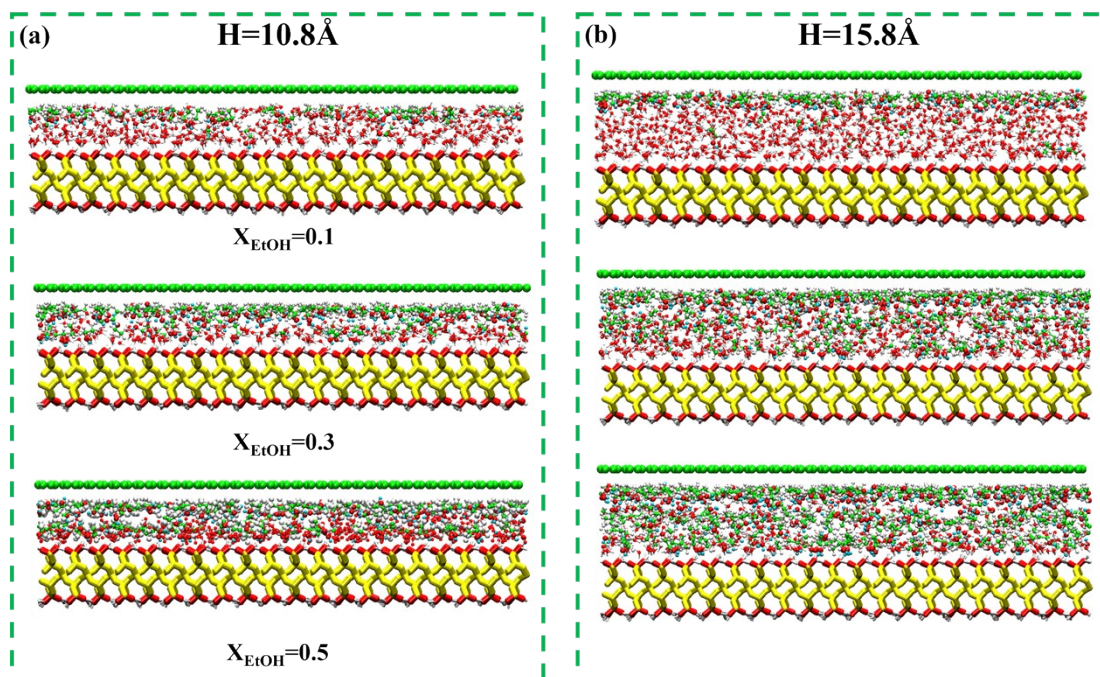 (a) H=10.8Å
X_EtOH=0.1
X_EtOH=0.3
X_EtOH=0.5
(b) H=15.8Å